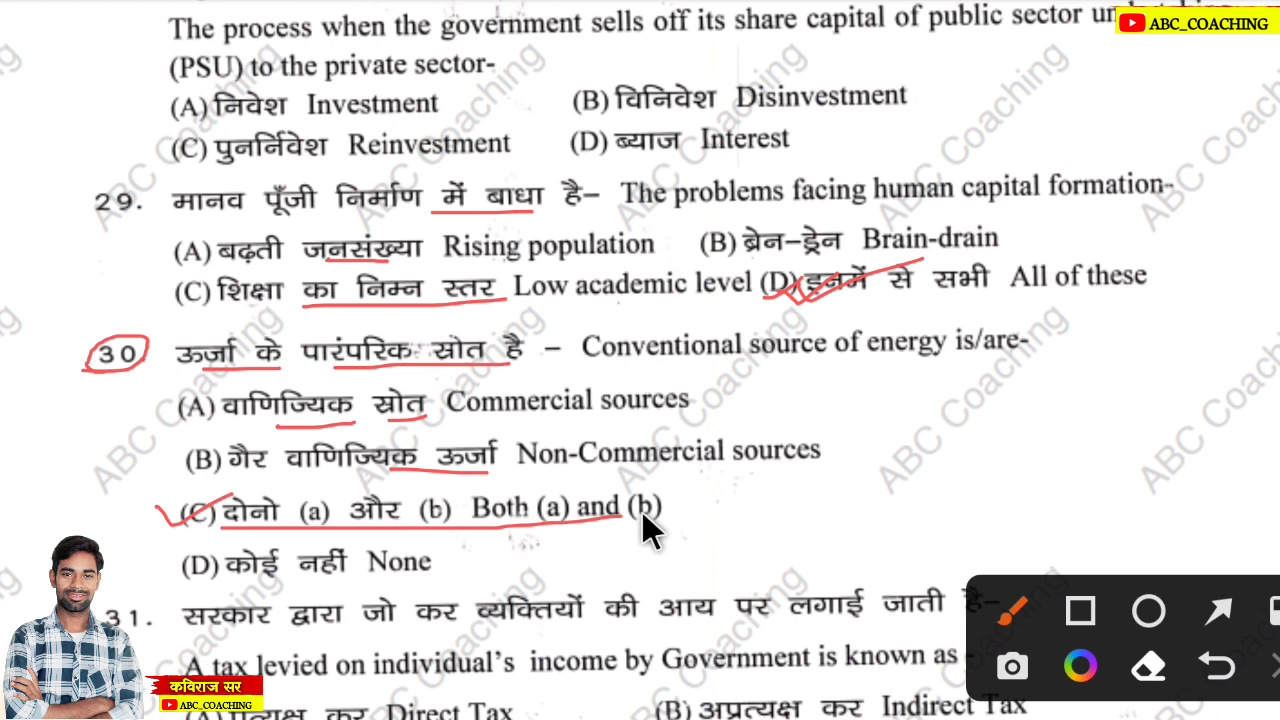 The process when the government sells off its share capital of public sector
ABC_COACHING
(PSU) to the private sector-
(A) निवेश Investment (B) विनिवेश Disinvestment
(C) पुनर्निवेश Reinvestment (D) ब्याज Interest
29. मानव पूँजी निर्माण में बाधा है– The problems facing human capital formation-
(A) बढ़ती जनसंख्या Rising population (B) ब्रेन–ड्रेन Brain-drain
(C) शिक्षा का निम्न स्तर Low academic level (D) इनमें से सभी All of these
30 ऊर्जा के पारंपरिक स्रोत है – Conventional source of energy is/are-
(A) वाणिज्यिक स्रोत Commercial sources
(B) गैर वाणिज्यिक ऊर्जा Non-Commercial sources
(C) दोनो (a) और (b) Both (a) and (b)
(D) कोई नहीं None
31. सरकार द्वारा जो कर व्यक्तियों की आय पर लगाई जाती है–
A tax levied on individual's income by Government is known as -
(A) प्रत्यक्ष कर Direct Tax (B) अप्रत्यक्ष कर Indirect Tax
कविराज सर
ABC_COACHING
ABC Coaching